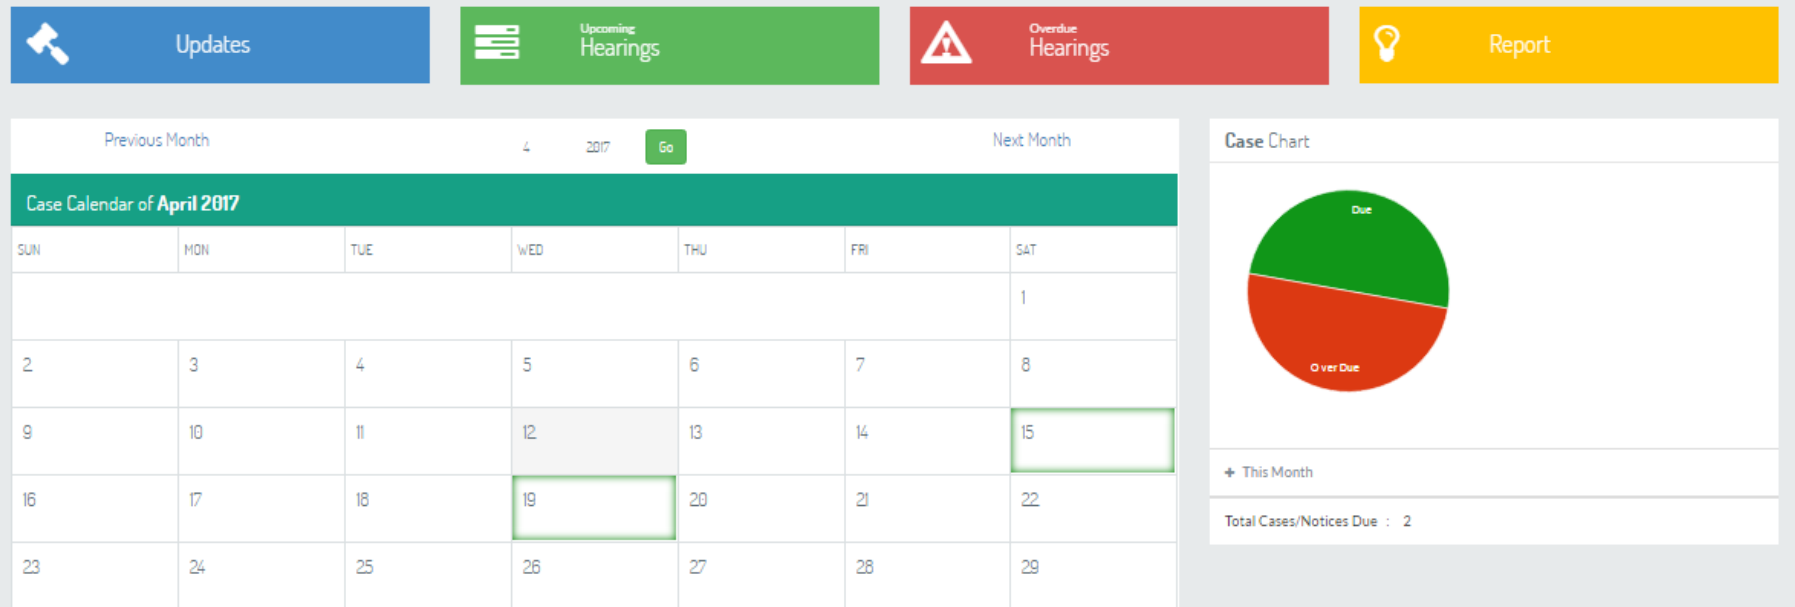 Updates
Upcoming
Hearings
Overdue
Hearings
Report
Previous Month 4 2017 Go Next Month
Case Calendar of April 2017
SUN MON TUE WED THU FRI SAT
1
2 3 4 5 6 7 8
9 10 11 12 13 14 15
16 17 18 19 20 21 22
23 24 25 26 27 28 29
Case Chart
Due
Over Due
+ This Month
Total Cases/Notices Due : 2